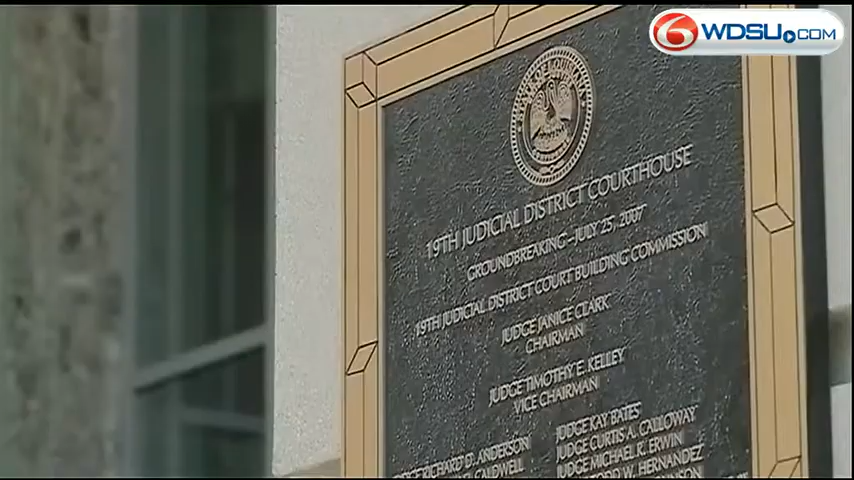 6 WDSU.COM
19TH JUDICIAL DISTRICT COURTHOUSE
GROUNDBREAKING - JULY 25, 2007
19TH JUDICIAL DISTRICT COURT BUILDING COMMISSION
JUDGE JANICE CLARK
CHAIRMAN
JUDGE TIMOTHY E. KELLEY
VICE CHAIRMAN
JUDGE KAY BATES
JUDGE RICHARD D. ANDERSON
JUDGE CURTIS A. CALLOWAY
CALDWELL
JUDGE MICHAEL R. ERWIN
W. HERNANDEZ